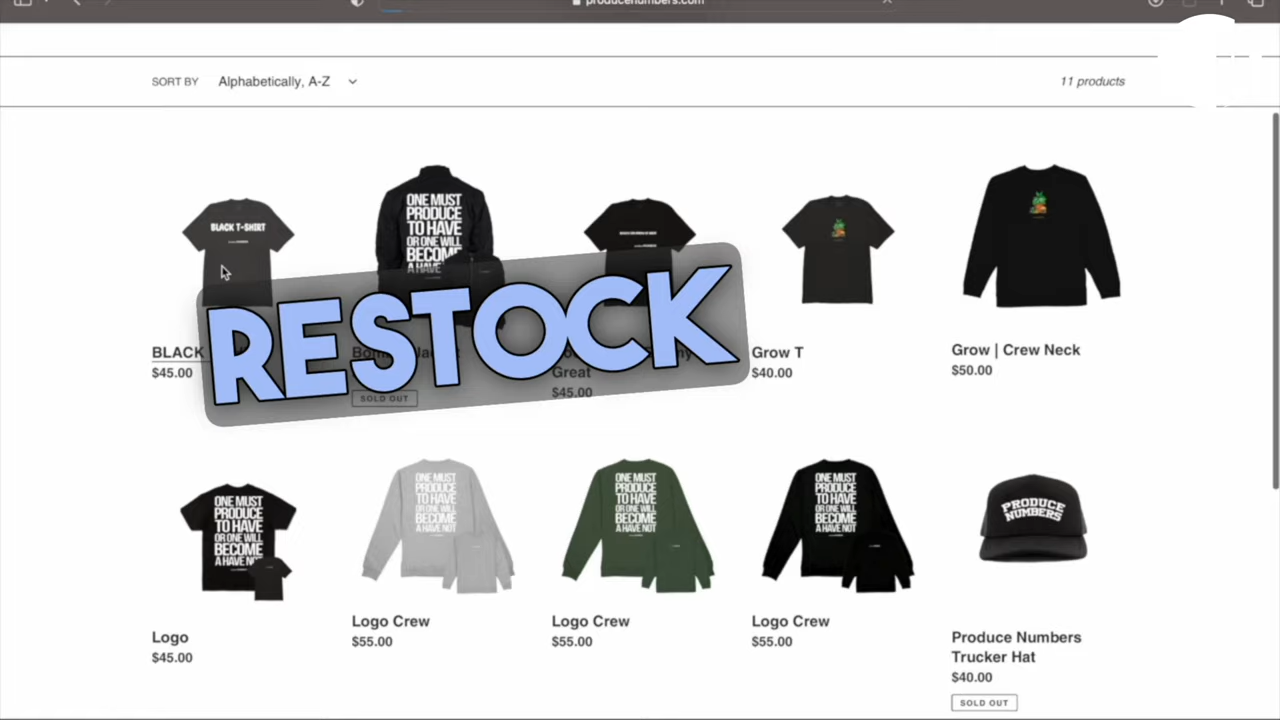 producenumbers.com
SORT BY Alphabetically, A-Z
11 products
BLACK T-SHIRT
ONE MUST
PRODUCE
TO HAVE
OR ONE WILL
BECOME
A HAVE
RESTOCK
BLACK
$45.00
SOLD OUT
Great
$45.00
Grow T
$40.00
Grow | Crew Neck
$50.00
ONE MUST
PRODUCE
TO HAVE
OR ONE WILL
BECOME
A HAVE NOT
ONE MUST
PRODUCE
TO HAVE
OR ONE WILL
BECOME
A HAVE NOT
ONE MUST
PRODUCE
TO HAVE
OR ONE WILL
BECOME
A HAVE NOT
ONE MUST
PRODUCE
TO HAVE
OR ONE WILL
BECOME
A HAVE NOT
PRODUCE
NUMBERS
Logo
$45.00
Logo Crew
$55.00
Logo Crew
$55.00
Logo Crew
$55.00
Produce Numbers
Trucker Hat
$40.00
SOLD OUT